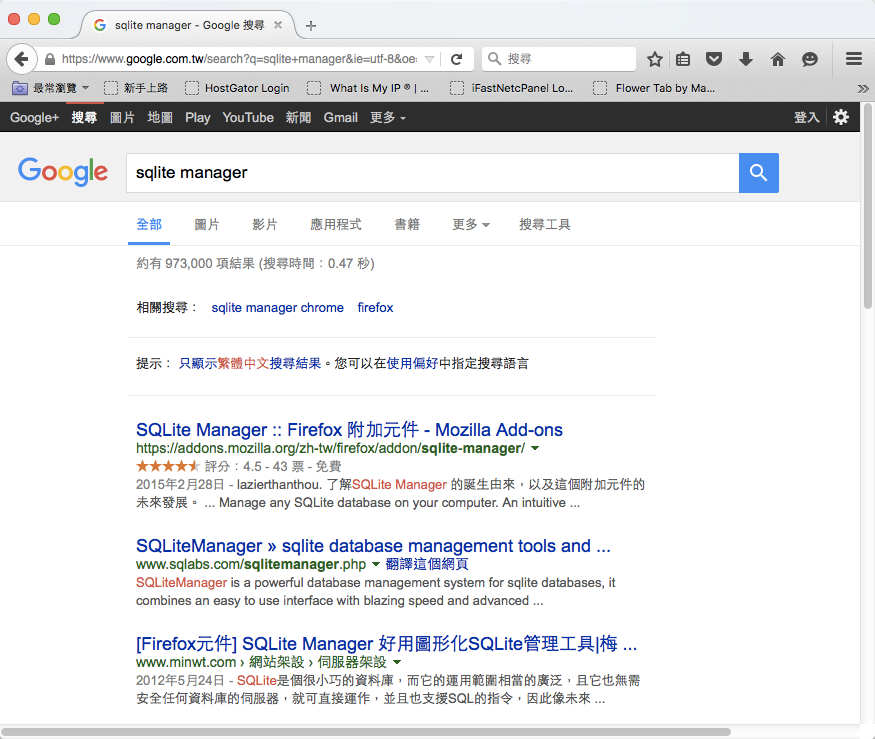 sqlite manager - Google 搜尋
https://www.google.com.tw/search?q=sqlite+manager&ie=utf-8&oe=
搜尋
最常瀏覽 新手上路 HostGator Login What Is My IP ® | ... iFastNetcPanel Lo... Flower Tab by Ma...
Google+ 搜尋 圖片 地圖 Play YouTube 新聞 Gmail 更多 登入
Google sqlite manager
全部 圖片 影片 應用程式 書籍 更多 搜尋工具
約有 973,000 項結果 (搜尋時間：0.47 秒)
相關搜尋： sqlite manager chrome firefox
提示： 只顯示繁體中文搜尋結果。您可以在使用偏好中指定搜尋語言
SQLite Manager :: Firefox 附加元件 - Mozilla Add-ons
https://addons.mozilla.org/zh-tw/firefox/addon/sqlite-manager/
評分：4.5 - 43 票 - 免費
2015年2月28日 - lazierthanthou. 了解SQLite Manager 的誕生由來，以及這個附加元件的
未來發展。 ... Manage any SQLite database on your computer. An intuitive ...
SQLiteManager » sqlite database management tools and ...
www.sqlabs.com/sqlitemanager.php 翻譯這個網頁
SQLiteManager is a powerful database management system for sqlite databases, it
combines an easy to use interface with blazing speed and advanced ...
[Firefox元件] SQLite Manager 好用圖形化SQLite管理工具|梅 ...
www.minwt.com › 網站架設 › 伺服器架設
2012年5月24日 - SQLite是個很小巧的資料庫，而它的運用範圍相當的廣泛，且它也無需
安全任何資料庫的伺服器，就可直接運作，並且也支援SQL的指令，因此像未來 ...